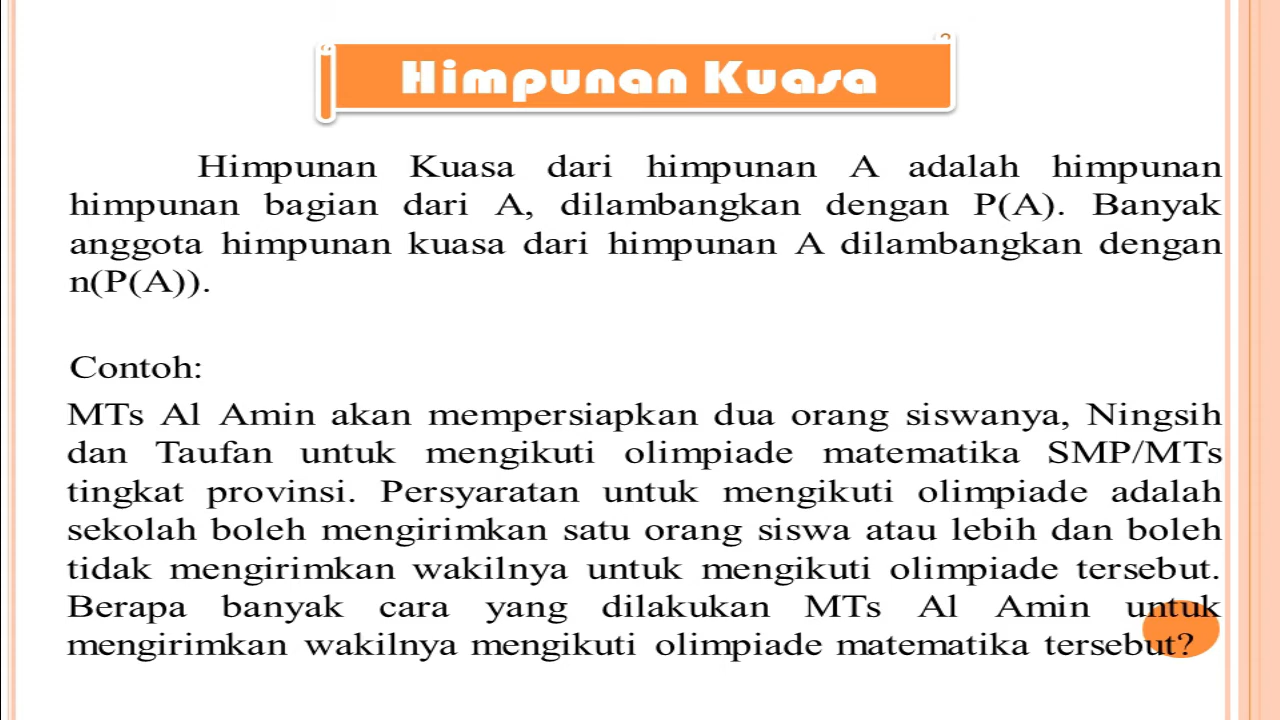 Himpunan Kuasa
Himpunan Kuasa dari himpunan A adalah himpunan
himpunan bagian dari A, dilambangkan dengan P(A). Banyak
anggota himpunan kuasa dari himpunan A dilambangkan dengan
n(P(A)).
Contoh:
MTs Al Amin akan mempersiapkan dua orang siswanya, Ningsih
dan Taufan untuk mengikuti olimpiade matematika SMP/MTs
tingkat provinsi. Persyaratan untuk mengikuti olimpiade adalah
sekolah boleh mengirimkan satu orang siswa atau lebih dan boleh
tidak mengirimkan wakilnya untuk mengikuti olimpiade tersebut.
Berapa banyak cara yang dilakukan MTs Al Amin untuk
mengirimkan wakilnya mengikuti olimpiade matematika tersebut?